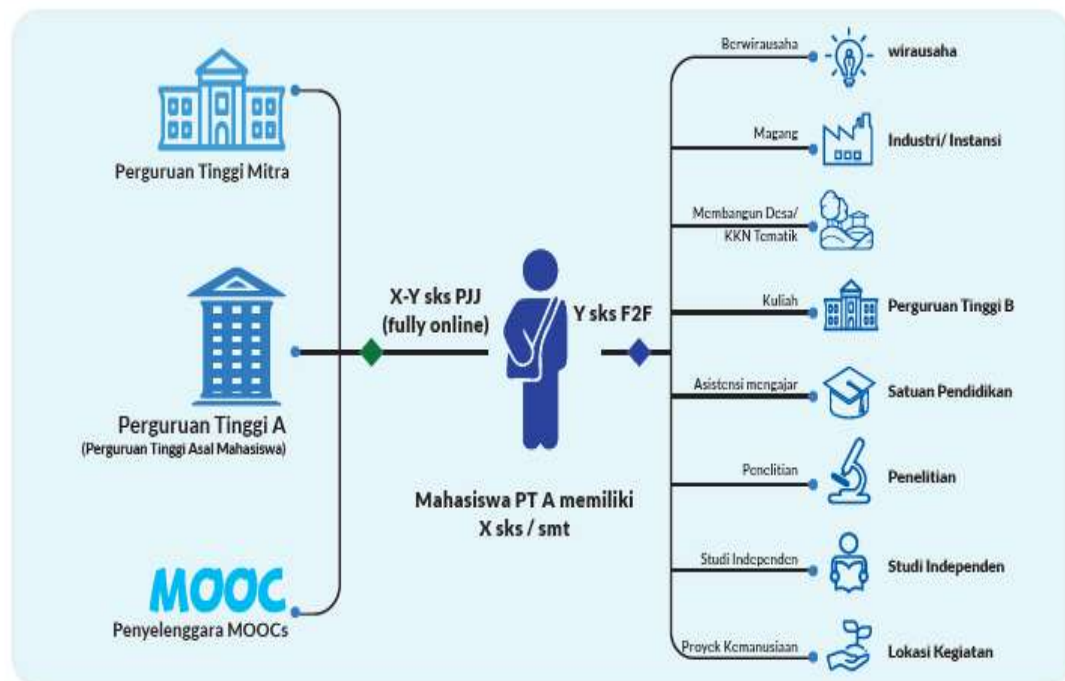 Perguruan Tinggi Mitra
Perguruan Tinggi A
(Perguruan Tinggi Asal Mahasiswa)
MOOC
Penyelenggara MOOCs
X-Y sks PJJ
(fully online)
Mahasiswa PT A memiliki
X sks / smt
Y sks F2F
Berwirausaha
wirausaha
Magang
Industri/ Instansi
Membangun Desa/
KKN Tematik
Kuliah
Perguruan Tinggi B
Asistensi mengajar
Satuan Pendidikan
Penelitian
Penelitian
Studi Independen
Studi Independen
Proyek Kemanusiaan
Lokasi Kegiatan